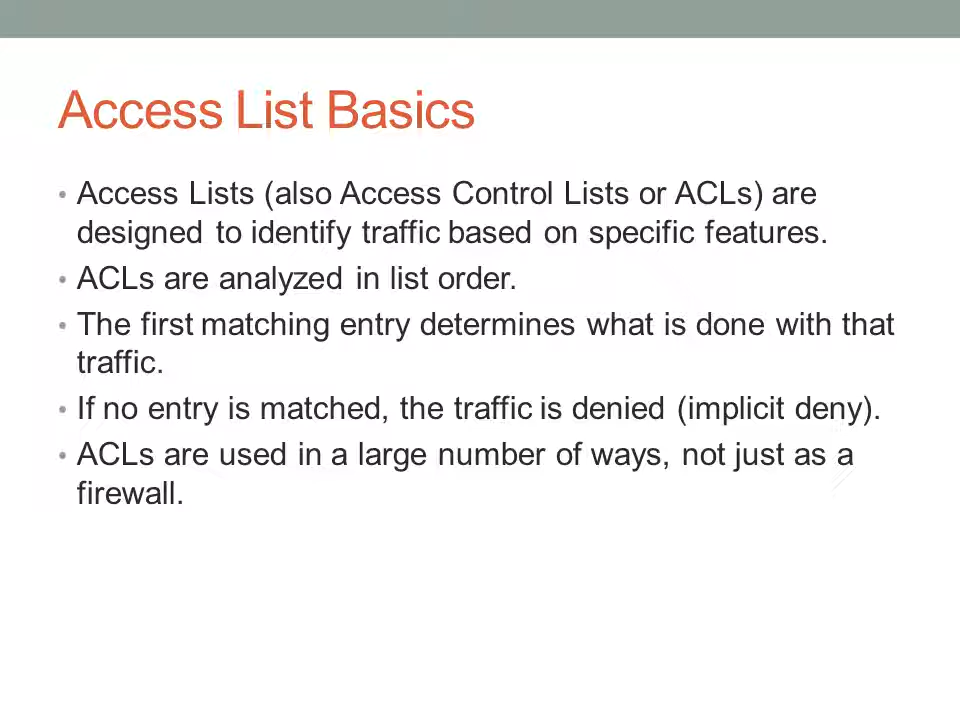 Access List Basics
• Access Lists (also Access Control Lists or ACLs) are
designed to identify traffic based on specific features.
• ACLs are analyzed in list order.
• The first matching entry determines what is done with that
traffic.
• If no entry is matched, the traffic is denied (implicit deny).
• ACLs are used in a large number of ways, not just as a
firewall.